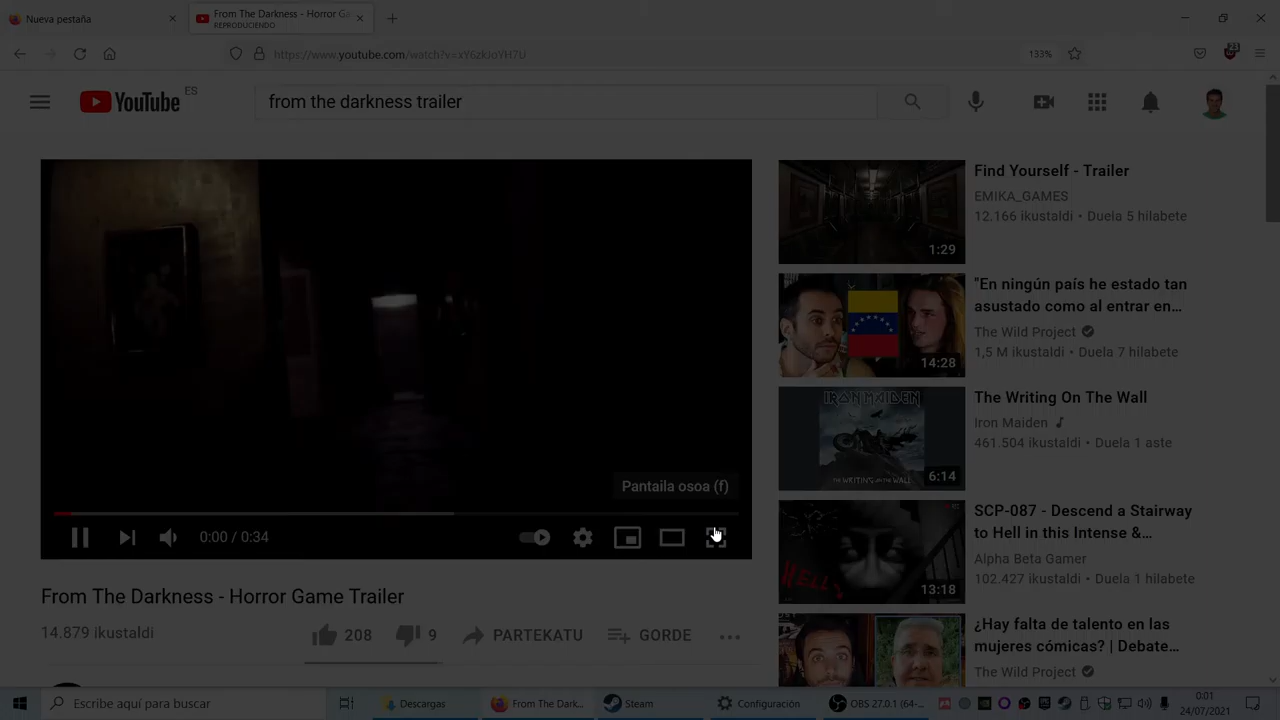 Nueva pestaña
From The Darkness - Horror Ga
REPRODUCIENDO
133%
21
YouTube
ES
from the darkness trailer
Find Yourself - Trailer
EMIKA_GAMES
12.166 ikustaldi • Duela 5 hilabete
1:29
"En ningún país he estado tan
asustado como al entrar en...
The Wild Project
1,5 M ikustaldi • Duela 7 hilabete
14:28
IRON MAIDEN
THE WRITING ON THE WALL
6:14
The Writing On The Wall
Iron Maiden
461.504 ikustaldi • Duela 1 aste
SCP-087 - Descend a Stairway
to Hell in this Intense &...
Alpha Beta Gamer
102.427 ikustaldi • Duela 1 hilabete
HELL
13:18
¿Hay falta de talento en las
mujeres cómicas? | Debate...
The Wild Project
Pantaila osoa (f)
0:00 / 0:34
From The Darkness - Horror Game Trailer
14.879 ikustaldi
208
9
PARTEKATU
GORDE
Escribe aquí para buscar
Descargas
From The Dark...
Steam
Configuración
OBS 27.0.1 (64-...
0:01
24/07/2021